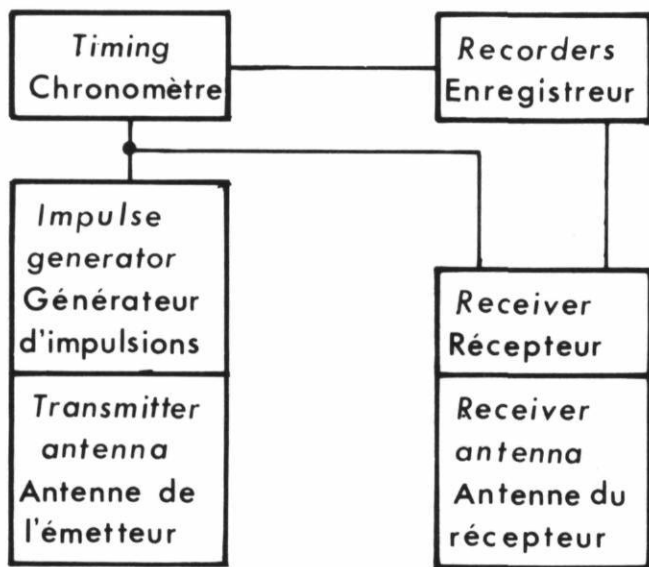 Timing
Chronomètre
Recorders
Enregistreur
Impulse
generator
Générateur
d'impulsions
Transmitter
antenna
Antenne de
l'émetteur
Receiver
Récepteur
Receiver
antenna
Antenne du
récepteur